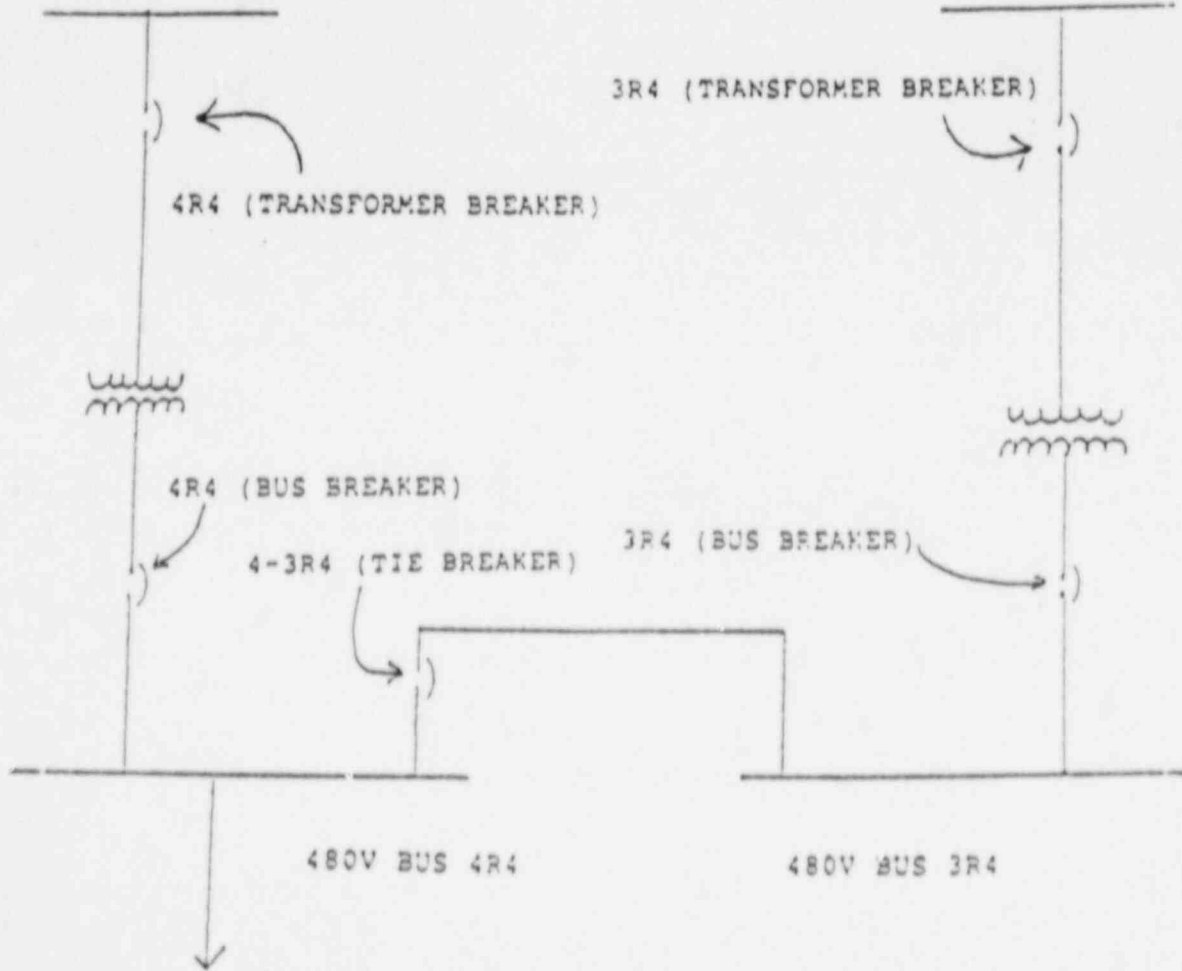 3R4 (TRANSFORMER BREAKER)
4R4 (TRANSFORMER BREAKER)
4R4 (BUS BREAKER)
3R4 (BUS BREAKER)
4-3R4 (TIE BREAKER)
480V BUS 4R4
480V BUS 3R4